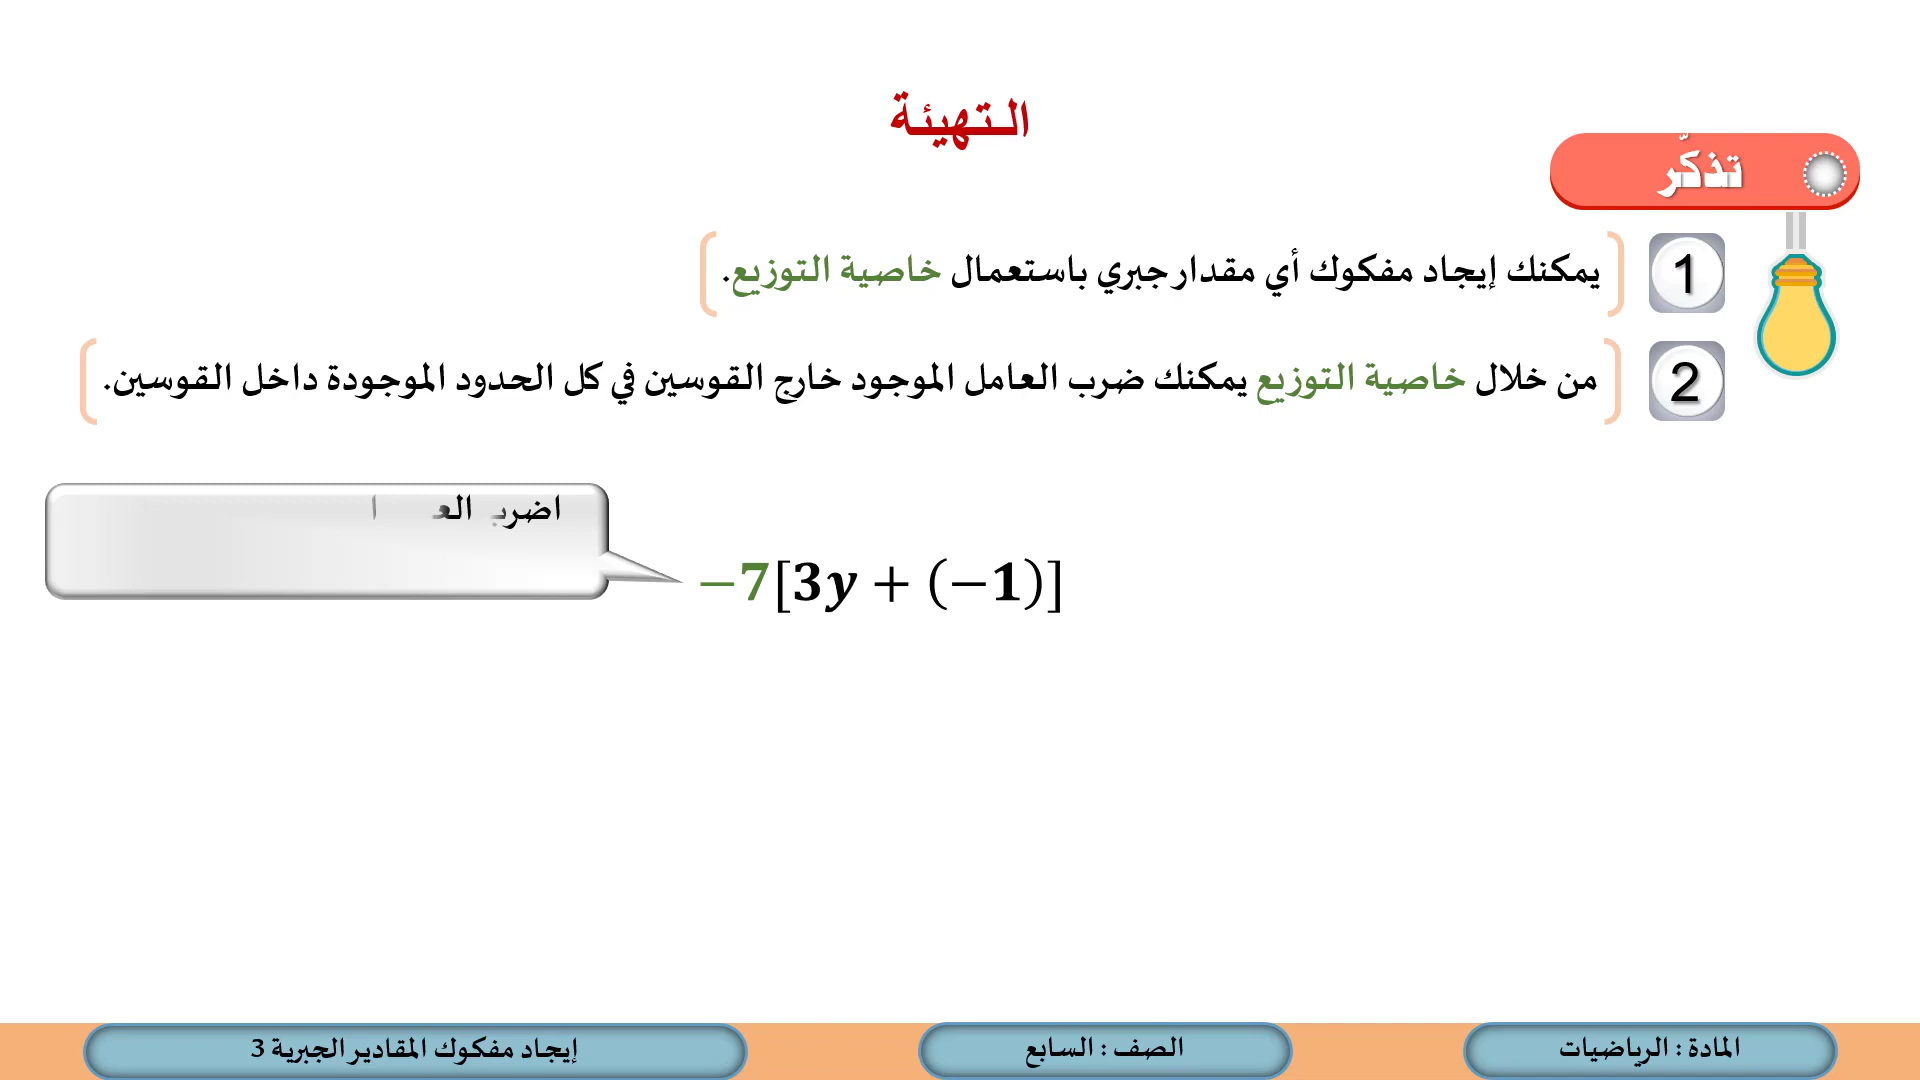 التهيئة
تذكّر
1 يمكنك إيجاد مفكوك أي مقدار جبري باستعمال خاصية التوزيع.
2 من خلال خاصية التوزيع يمكنك ضرب العامل الموجود خارج القوسين في كل الحدود الموجودة داخل القوسين.
اضرب
−7[3y + (−1)]
المادة : الرياضيات
الصف : السابع
إيجاد مفكوك المقادير الجبرية 3